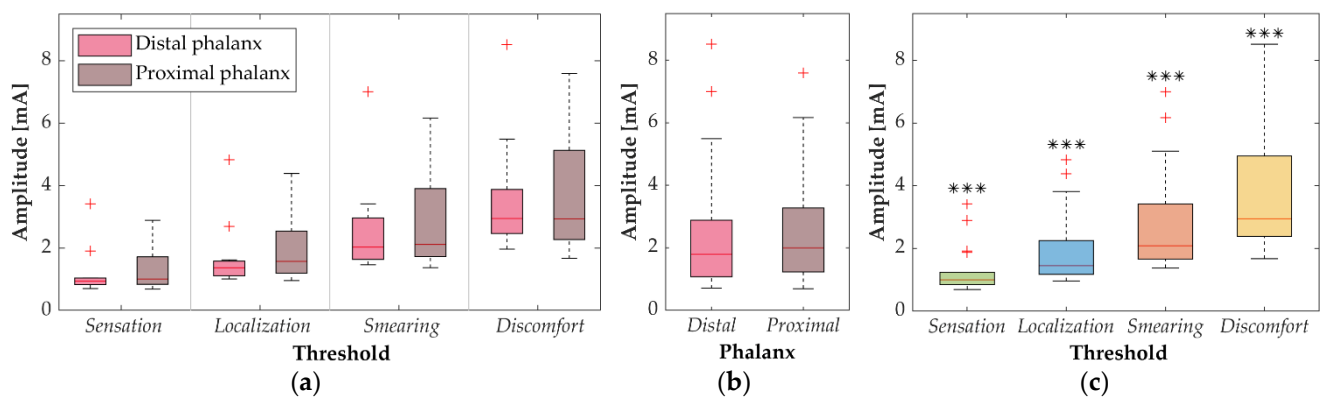 Amplitude [mA]
8
6
4
2
0
Distal phalanx
Proximal phalanx
Sensation Localization Smearing Discomfort
Threshold
(a)
Amplitude [mA]
8
6
4
2
0
Distal Proximal
Phalanx
(b)
Amplitude [mA]
8
6
4
2
0
***
***
***
***
Sensation Localization Smearing Discomfort
Threshold
(c)